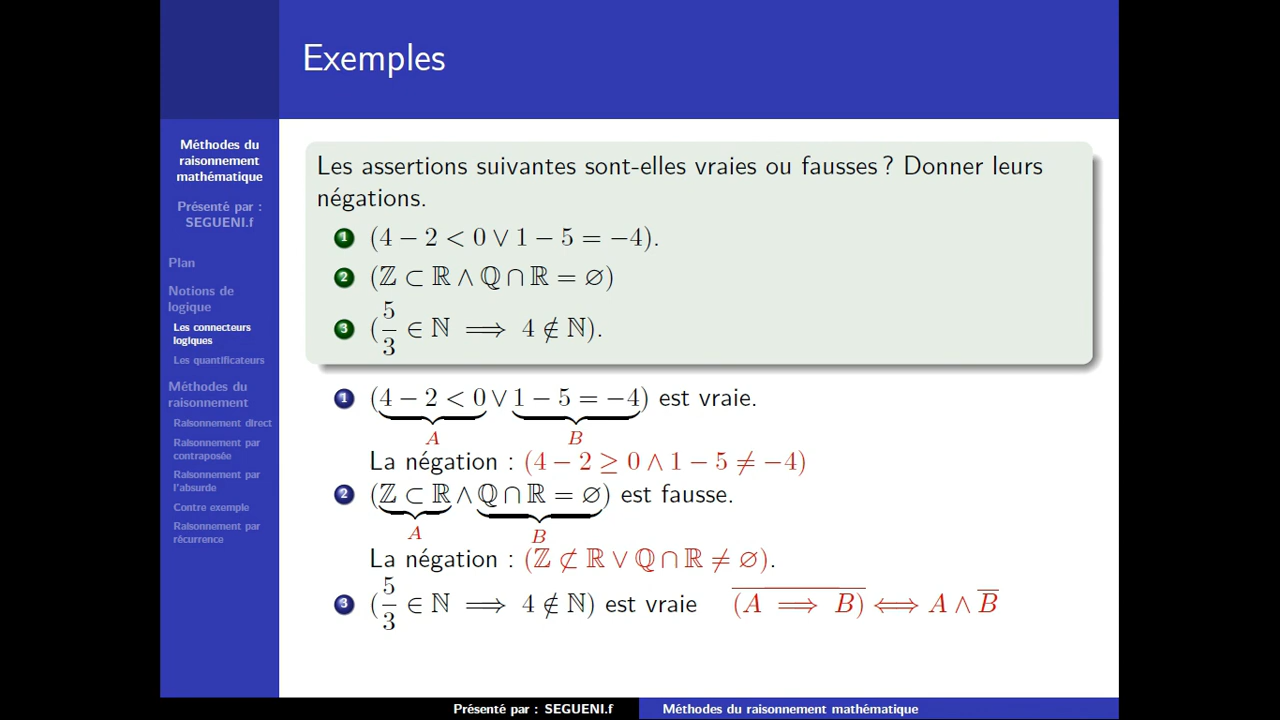 Exemples
Méthodes du
raisonnement
mathématique
Présenté par :
SEGUENI.f
Plan
Notions de
logique
Les connecteurs
logiques
Les quantificateurs
Méthodes du
raisonnement
Raisonnement direct
Raisonnement par
contraposée
Raisonnement par
l'absurde
Contre exemple
Raisonnement par
récurrence
Les assertions suivantes sont-elles vraies ou fausses ? Donner leurs
négations.
1 (4 − 2 < 0 ∨ 1 − 5 = −4).
2 (ℤ ⊂ ℝ ∧ ℚ ∩ ℝ = ∅)
3 (5/3 ∈ ℕ ⟹ 4 ∉ ℕ).
1 (4 − 2 < 0 ∨ 1 − 5 = −4) est vraie.
A B
La négation : (4 − 2 ≥ 0 ∧ 1 − 5 ≠ −4)
2 (ℤ ⊂ ℝ ∧ ℚ ∩ ℝ = ∅) est fausse.
A B
La négation : (ℤ ⊄ ℝ ∨ ℚ ∩ ℝ ≠ ∅).
3 (5/3 ∈ ℕ ⟹ 4 ∉ ℕ) est vraie \overline{(A ⟹ B)} ⟺ A ∧ \overline{B}
Présenté par : SEGUENI.f Méthodes du raisonnement mathématique